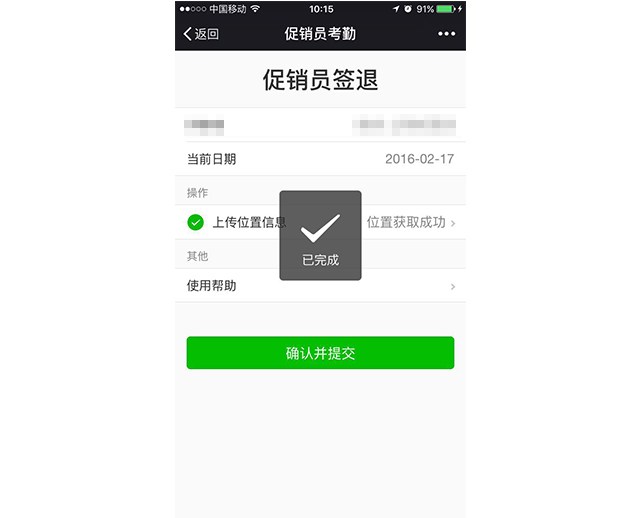 中国移动 10:15 91%
返回 促销员考勤
促销员签退
当前日期 2016-02-17
操作
上传位置信息 位置获取成功
已完成
其他
使用帮助
确认并提交